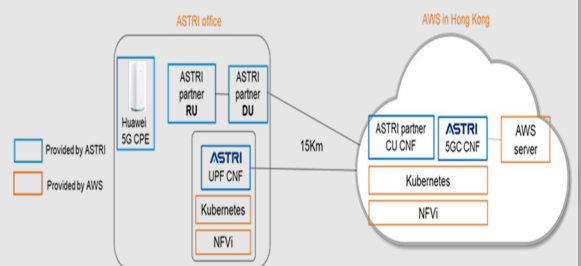 ASTRI office
AWS in Hong Kong
Huawei
5G CPE
ASTRI
partner
RU
ASTRI
partner
DU
Provided by ASTRI
Provided by AWS
ASTRI
UPF CNF
Kubernetes
NFVi
15Km
ASTRI partner
CU CNF
ASTRI
5GC CNF
AWS
server
Kubernetes
NFVi